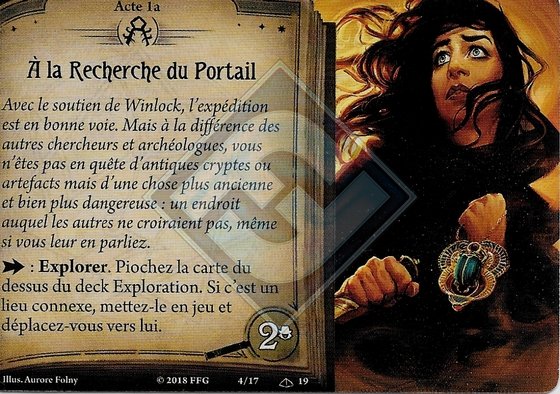 Acte 1a
À la Recherche du Portail
Avec le soutien de Winlock, l'expédition
est en bonne voie. Mais à la différence des
autres chercheurs et archéologues, vous
n'êtes pas en quête d'antiques cryptes ou
artefacts mais d'une chose plus ancienne
et bien plus dangereuse : un endroit
auquel les autres ne croiraient pas, même
si vous leur en parliez.
: Explorer. Piochez la carte du
dessus du deck Exploration. Si c'est un
lieu connexe, mettez-le en jeu et
déplacez-vous vers lui.
2
Illus. Aurore Folny © 2018 FFG 4/17 19